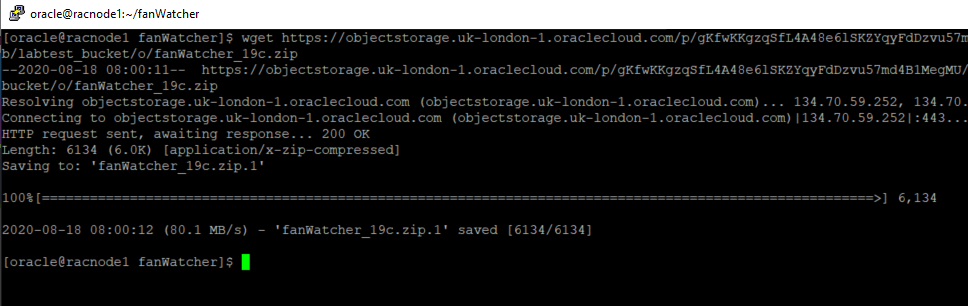 oracle@racnode1:~/fanWatcher
[oracle@racnode1 fanWatcher]$ wget https://objectstorage.uk-london-1.oraclecloud.com/p/gKfwKKgzqSfL4A48e6lSKZYqyFdDzvu57m
b/labtest_bucket/o/fanWatcher_19c.zip
--2020-08-18 08:00:11--  https://objectstorage.uk-london-1.oraclecloud.com/p/gKfwKKgzqSfL4A48e6lSKZYqyFdDzvu57md4B1MegMU/
bucket/o/fanWatcher_19c.zip
Resolving objectstorage.uk-london-1.oraclecloud.com (objectstorage.uk-london-1.oraclecloud.com)... 134.70.59.252, 134.70.
Connecting to objectstorage.uk-london-1.oraclecloud.com (objectstorage.uk-london-1.oraclecloud.com)|134.70.59.252|:443...
HTTP request sent, awaiting response... 200 OK
Length: 6134 (6.0K) [application/x-zip-compressed]
Saving to: 'fanWatcher_19c.zip.1'
100%[========================================================================================================>] 6,134
2020-08-18 08:00:12 (80.1 MB/s) - 'fanWatcher_19c.zip.1' saved [6134/6134]
[oracle@racnode1 fanWatcher]$